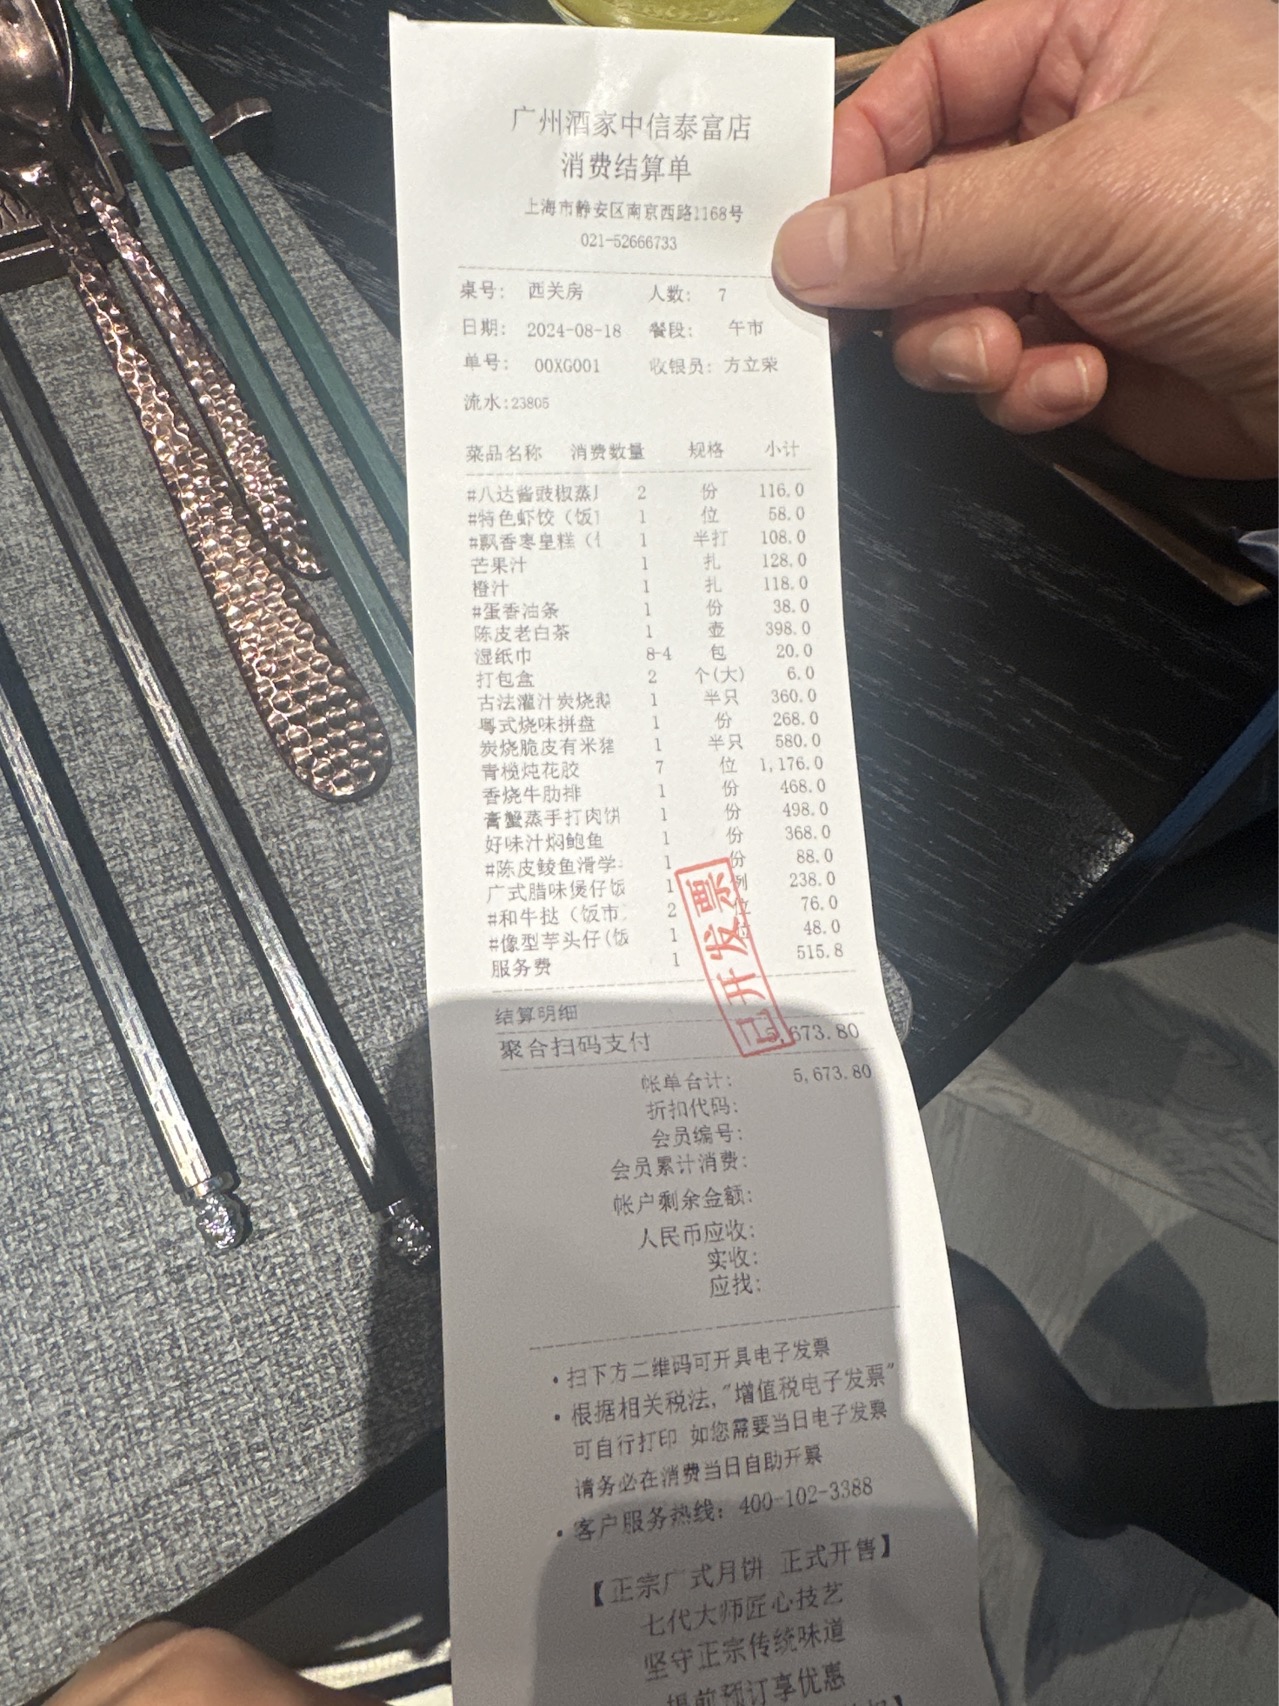 广州酒家中信泰富店
消费结算单
上海市静安区南京西路1168号
021-52666733
桌号： 西关房 人数： 7
日期： 2024-08-18 餐段： 午市
单号： 00XG001 收银员：方立荣
流水:23805
菜品名称 消费数量 规格 小计
#八达酱豉椒蒸 2 份 116.0
#特色虾饺（饭 1 位 58.0
#飘香枣皇糕（ 1 半打 108.0
芒果汁 1 扎 128.0
橙汁 1 扎 118.0
#蛋香油条 1 份 38.0
陈皮老白茶 1 壶 398.0
湿纸巾 8-4 包 20.0
打包盒 2 个(大) 6.0
古法灌汁炭烧鹅 1 半只 360.0
粤式烧味拼盘 1 份 268.0
炭烧脆皮有米猪 1 半只 580.0
青榄炖花胶 7 位 1,176.0
香烧牛肋排 1 份 468.0
膏蟹蒸手打肉饼 1 份 498.0
好味汁焖鲍鱼 1 份 368.0
#陈皮鲮鱼滑学 1 份 88.0
广式腊味煲仔饭 1 例 238.0
#和牛挞（饭市 2 位 76.0
#像型芋头仔(饭 1 位 48.0
服务费 1 515.8
已开发票
结算明细
聚合扫码支付 5,673.80
帐单合计： 5,673.80
折扣代码：
会员编号：
会员累计消费：
帐户剩余金额：
人民币应收：
实收：
应找：
•扫下方二维码可开具电子发票
•根据相关税法，"增值税电子发票"
可自行打印 如您需要当日电子发票
请务必在消费当日自助开票
•客户服务热线：400-102-3388
【正宗广式月饼 正式开售】
七代大师匠心技艺
坚守正宗传统味道
提前预订享优惠